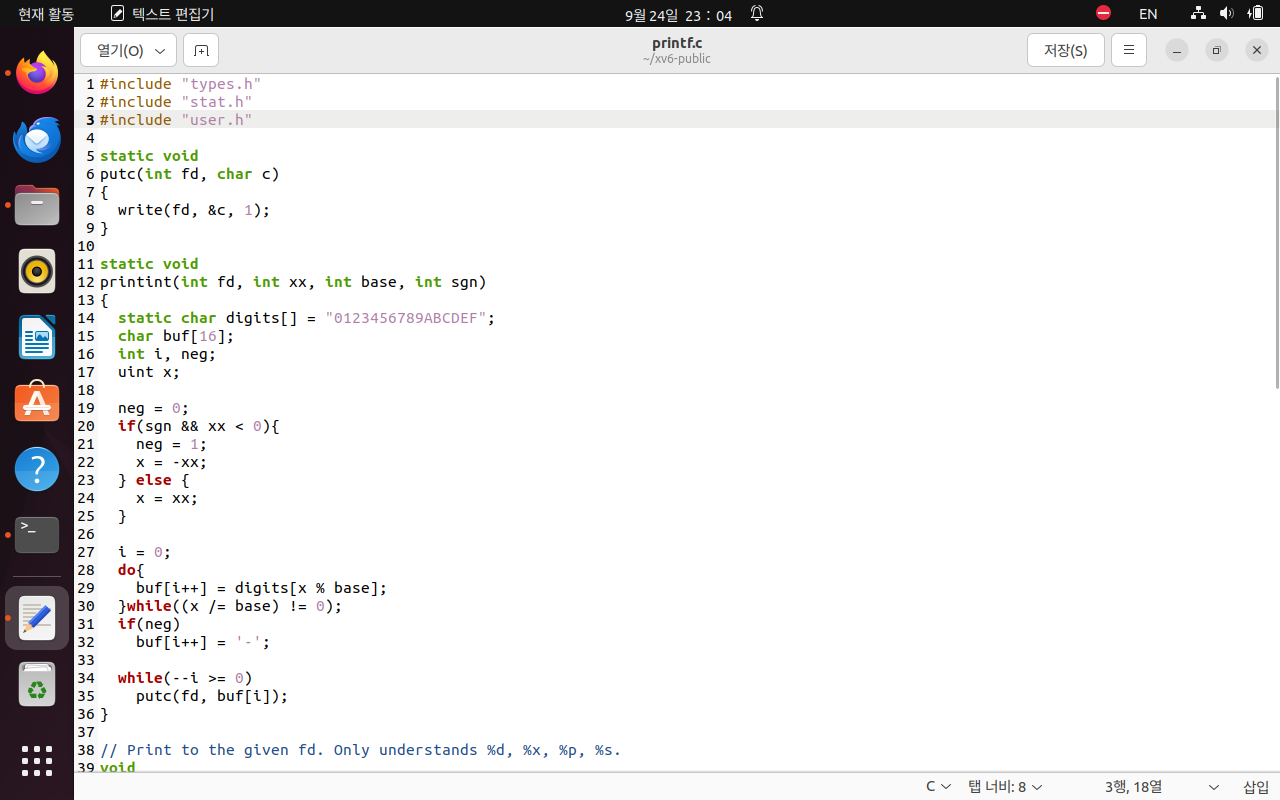 현재 활동 텍스트 편집기 9월 24일 23 : 04 EN
열기(O) printf.c 저장(S)
~/xv6-public
1 #include "types.h"
2 #include "stat.h"
3 #include "user.h"
4
5 static void
6 putc(int fd, char c)
7 {
8   write(fd, &c, 1);
9 }
10
11 static void
12 printint(int fd, int xx, int base, int sgn)
13 {
14   static char digits[] = "0123456789ABCDEF";
15   char buf[16];
16   int i, neg;
17   uint x;
18
19   neg = 0;
20   if(sgn && xx < 0){
21     neg = 1;
22     x = -xx;
23   } else {
24     x = xx;
25   }
26
27   i = 0;
28   do{
29     buf[i++] = digits[x % base];
30   }while((x /= base) != 0);
31   if(neg)
32     buf[i++] = '-';
33
34   while(--i >= 0)
35     putc(fd, buf[i]);
36 }
37
38 // Print to the given fd. Only understands %d, %x, %p, %s.
39 void
C 탭 너비: 8 3행, 18열 삽입